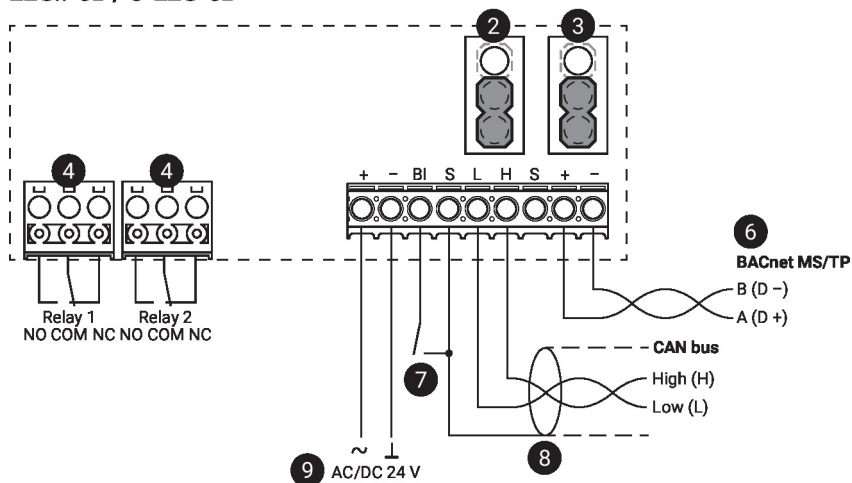 2
3
4
4
+ − BI S L H S + −
6
BACnet MS/TP
B (D −)
A (D +)
Relay 1
NO COM NC
Relay 2
NO COM NC
CAN bus
7
High (H)
Low (L)
8
9
~ ⊥
AC/DC 24 V